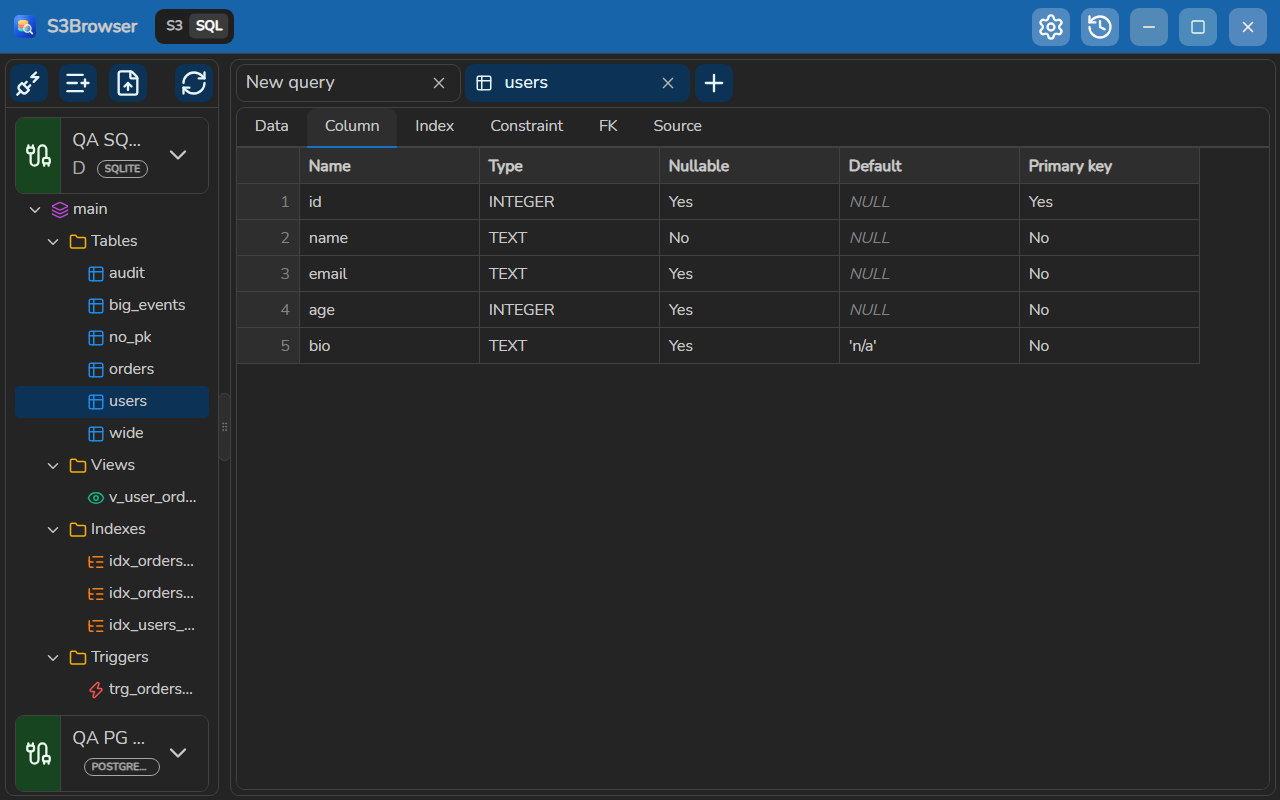 S3Browser S3 SQL
New query users
QA SQ...
D SQLITE
main
Tables
audit
big_events
no_pk
orders
users
wide
Views
v_user_ord...
Indexes
idx_orders...
idx_orders...
idx_users_...
Triggers
trg_orders...
QA PG ...
POSTGRE...
Data Column Index Constraint FK Source
Name Type Nullable Default Primary key
1 id INTEGER Yes NULL Yes
2 name TEXT No NULL No
3 email TEXT Yes NULL No
4 age INTEGER Yes NULL No
5 bio TEXT Yes 'n/a' No